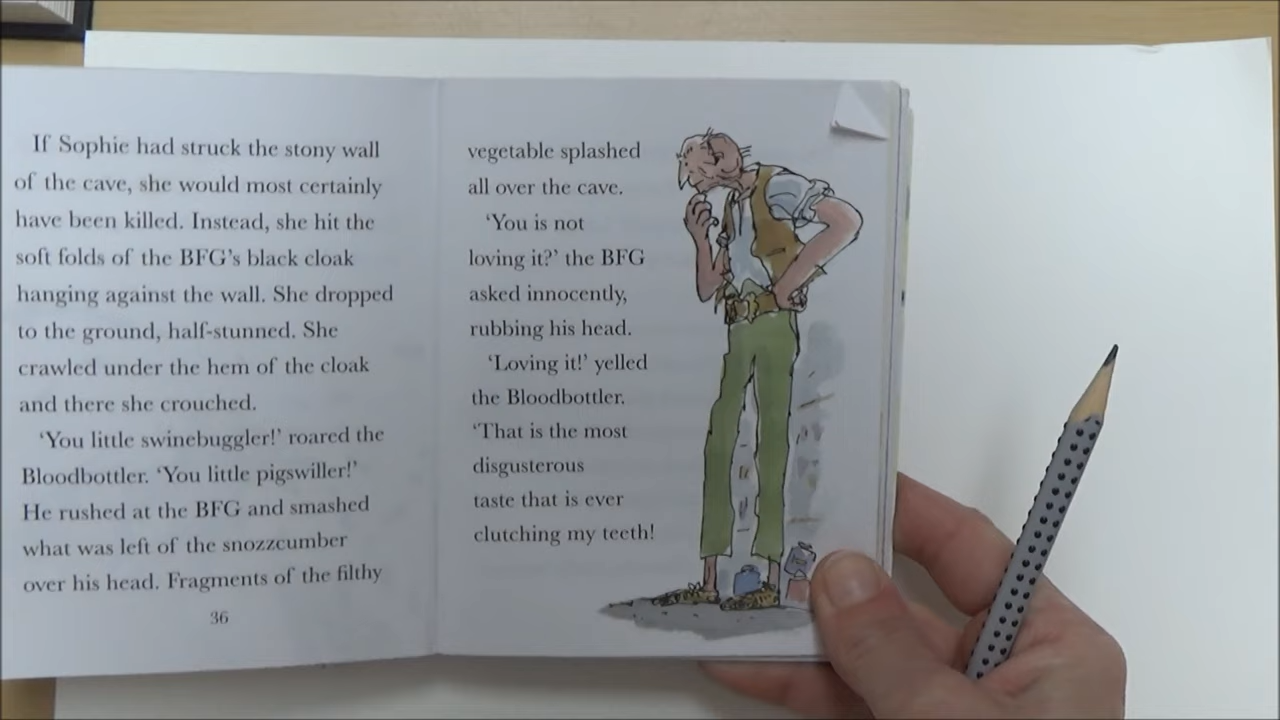 If Sophie had struck the stony wall
of the cave, she would most certainly
have been killed. Instead, she hit the
soft folds of the BFG’s black cloak
hanging against the wall. She dropped
to the ground, half-stunned. She
crawled under the hem of the cloak
and there she crouched.
‘You little swinebuggler!’ roared the
Bloodbottler. ‘You little pigswiller!’
He rushed at the BFG and smashed
what was left of the snozzcumber
over his head. Fragments of the filthy
36
vegetable splashed
all over the cave.
‘You is not
loving it?’ the BFG
asked innocently,
rubbing his head.
‘Loving it!’ yelled
the Bloodbottler.
‘That is the most
disgusterous
taste that is ever
clutching my teeth!